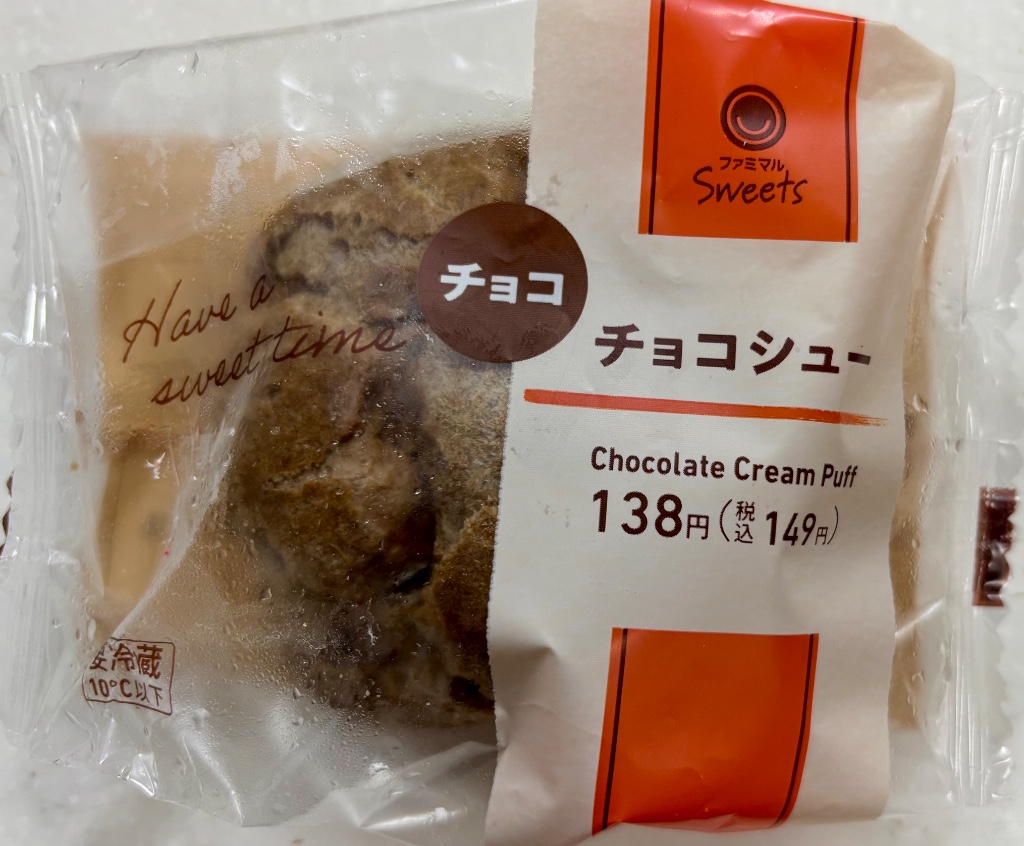 ファミマル
Sweets
チョコ
Have a
sweet time
チョコシュー
Chocolate Cream Puff
138円(税込149円)
要冷蔵
10°C以下